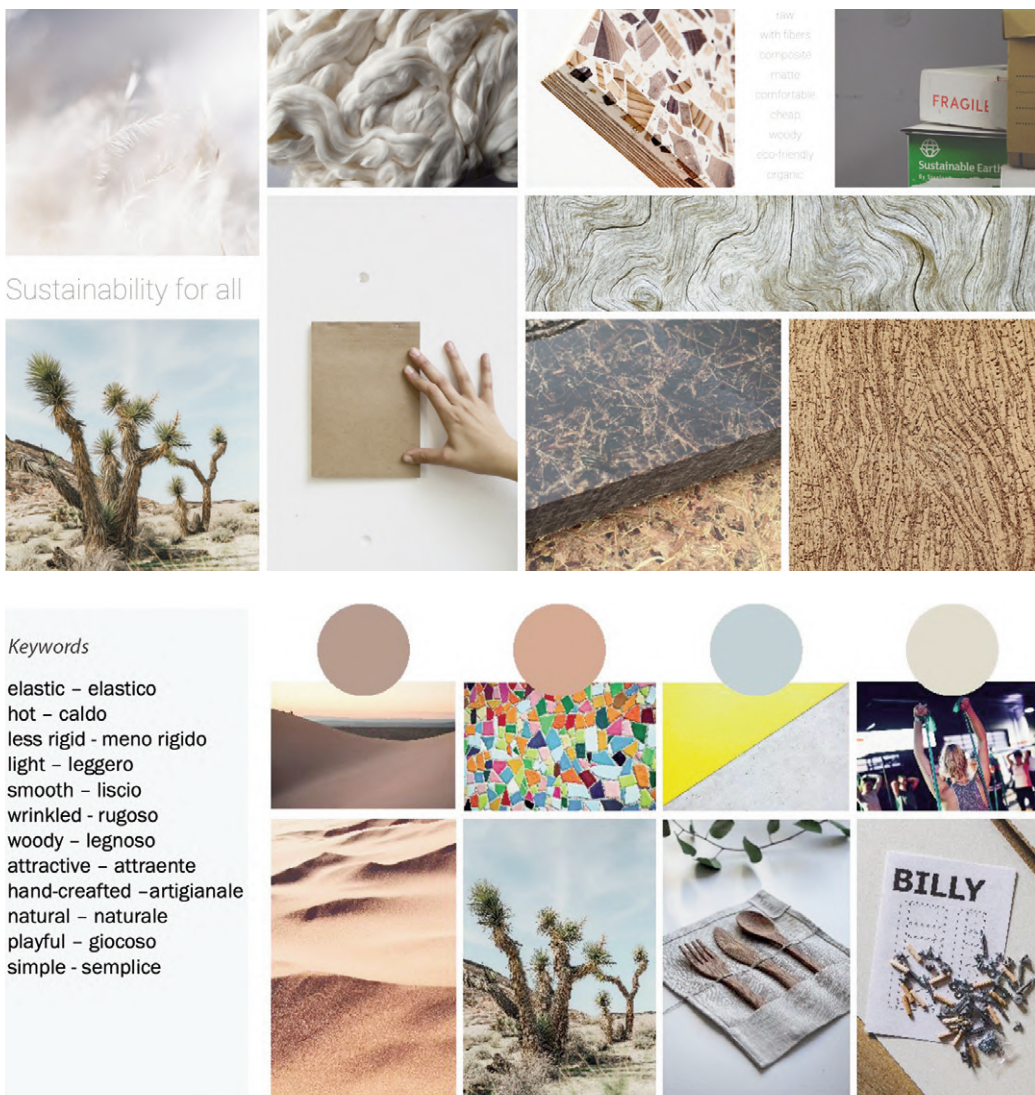 raw
with fibers
composite
matte
comfortable
cheap
woody
eco-friendly
organic
FRAGILE
Sustainable Earth
Sustainability for all
Keywords
elastic – elastico
hot – caldo
less rigid - meno rigido
light – leggero
smooth – liscio
wrinkled - rugoso
woody – legnoso
attractive – attraente
hand-creafted –artigianale
natural – naturale
playful – giocoso
simple - semplice
BILLY